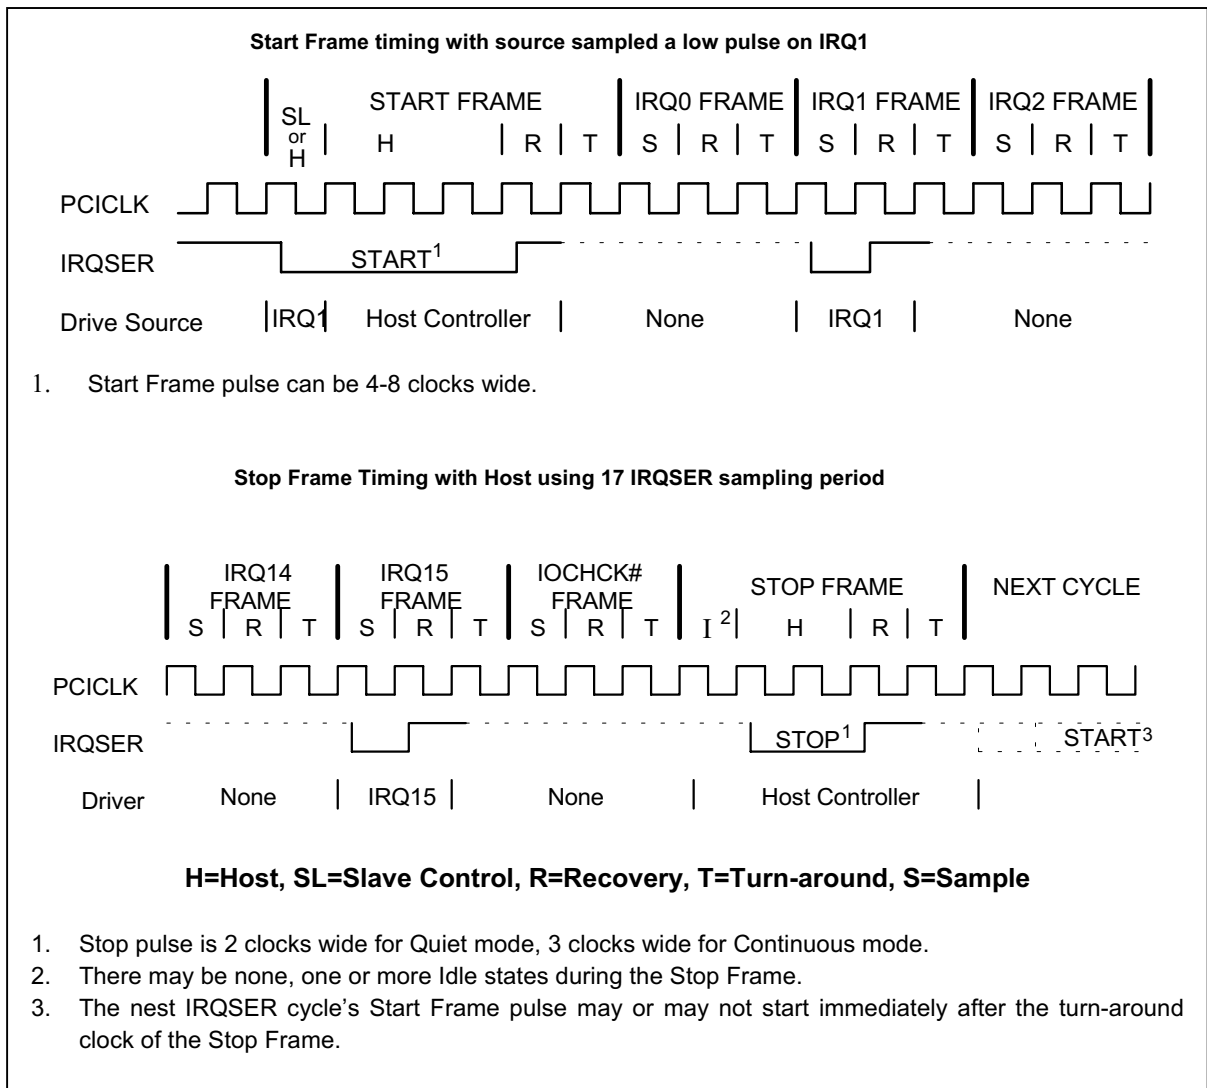 Start Frame timing with source sampled a low pulse on IRQ1
START FRAME IRQ0 FRAME IRQ1 FRAME IRQ2 FRAME
SL
or
H
H R T S R T S R T S R T
PCICLK
IRQSER START1
Drive Source IRQ1 Host Controller None IRQ1 None
1. Start Frame pulse can be 4-8 clocks wide.
Stop Frame Timing with Host using 17 IRQSER sampling period
IRQ14 FRAME IRQ15 FRAME IOCHCK# FRAME STOP FRAME NEXT CYCLE
S R T S R T S R T I 2 H R T
PCICLK
IRQSER STOP1 START3
Driver None IRQ15 None Host Controller
H=Host, SL=Slave Control, R=Recovery, T=Turn-around, S=Sample
1. Stop pulse is 2 clocks wide for Quiet mode, 3 clocks wide for Continuous mode.
2. There may be none, one or more Idle states during the Stop Frame.
3. The nest IRQSER cycle's Start Frame pulse may or may not start immediately after the turn-around
clock of the Stop Frame.